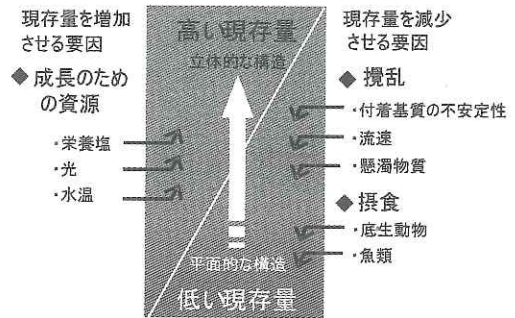 現存量を増加
させる要因
◆ 成長のため
の資源
・栄養塩
・光
・水温
高い現存量
立体的な構造
平面的な構造
低い現存量
現存量を減少
させる要因
◆ 攪乱
・付着基質の不安定性
・流速
・懸濁物質
◆ 摂食
・底生動物
・魚類